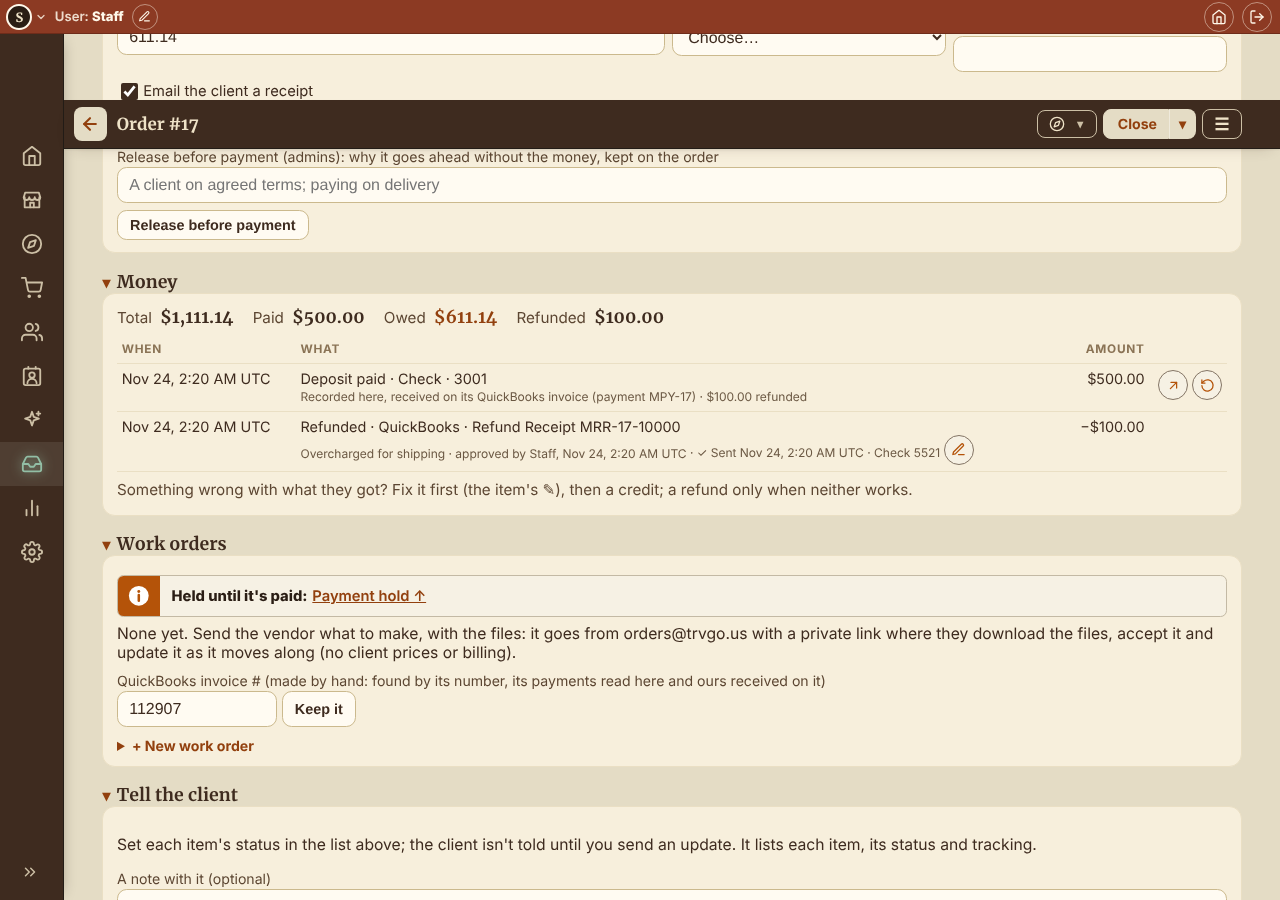 S
User: Staff
611.14
Choose...
Email the client a receipt
Order #17
Close
Release before payment (admins): why it goes ahead without the money, kept on the order
A client on agreed terms; paying on delivery
Release before payment
▾ Money
Total $1,111.14 Paid $500.00 Owed $611.14 Refunded $100.00
WHEN WHAT AMOUNT
Nov 24, 2:20 AM UTC Deposit paid · Check · 3001 $500.00
Recorded here, received on its QuickBooks invoice (payment MPY-17) · $100.00 refunded
Nov 24, 2:20 AM UTC Refunded · QuickBooks · Refund Receipt MRR-17-10000 −$100.00
Overcharged for shipping · approved by Staff, Nov 24, 2:20 AM UTC · ✓ Sent Nov 24, 2:20 AM UTC · Check 5521
Something wrong with what they got? Fix it first (the item's ✎), then a credit; a refund only when neither works.
▾ Work orders
Held until it's paid: Payment hold ↑
None yet. Send the vendor what to make, with the files: it goes from orders@trvgo.us with a private link where they download the files, accept it and
update it as it moves along (no client prices or billing).
QuickBooks invoice # (made by hand: found by its number, its payments read here and ours received on it)
112907
Keep it
▸ + New work order
▾ Tell the client
Set each item's status in the list above; the client isn't told until you send an update. It lists each item, its status and tracking.
A note with it (optional)